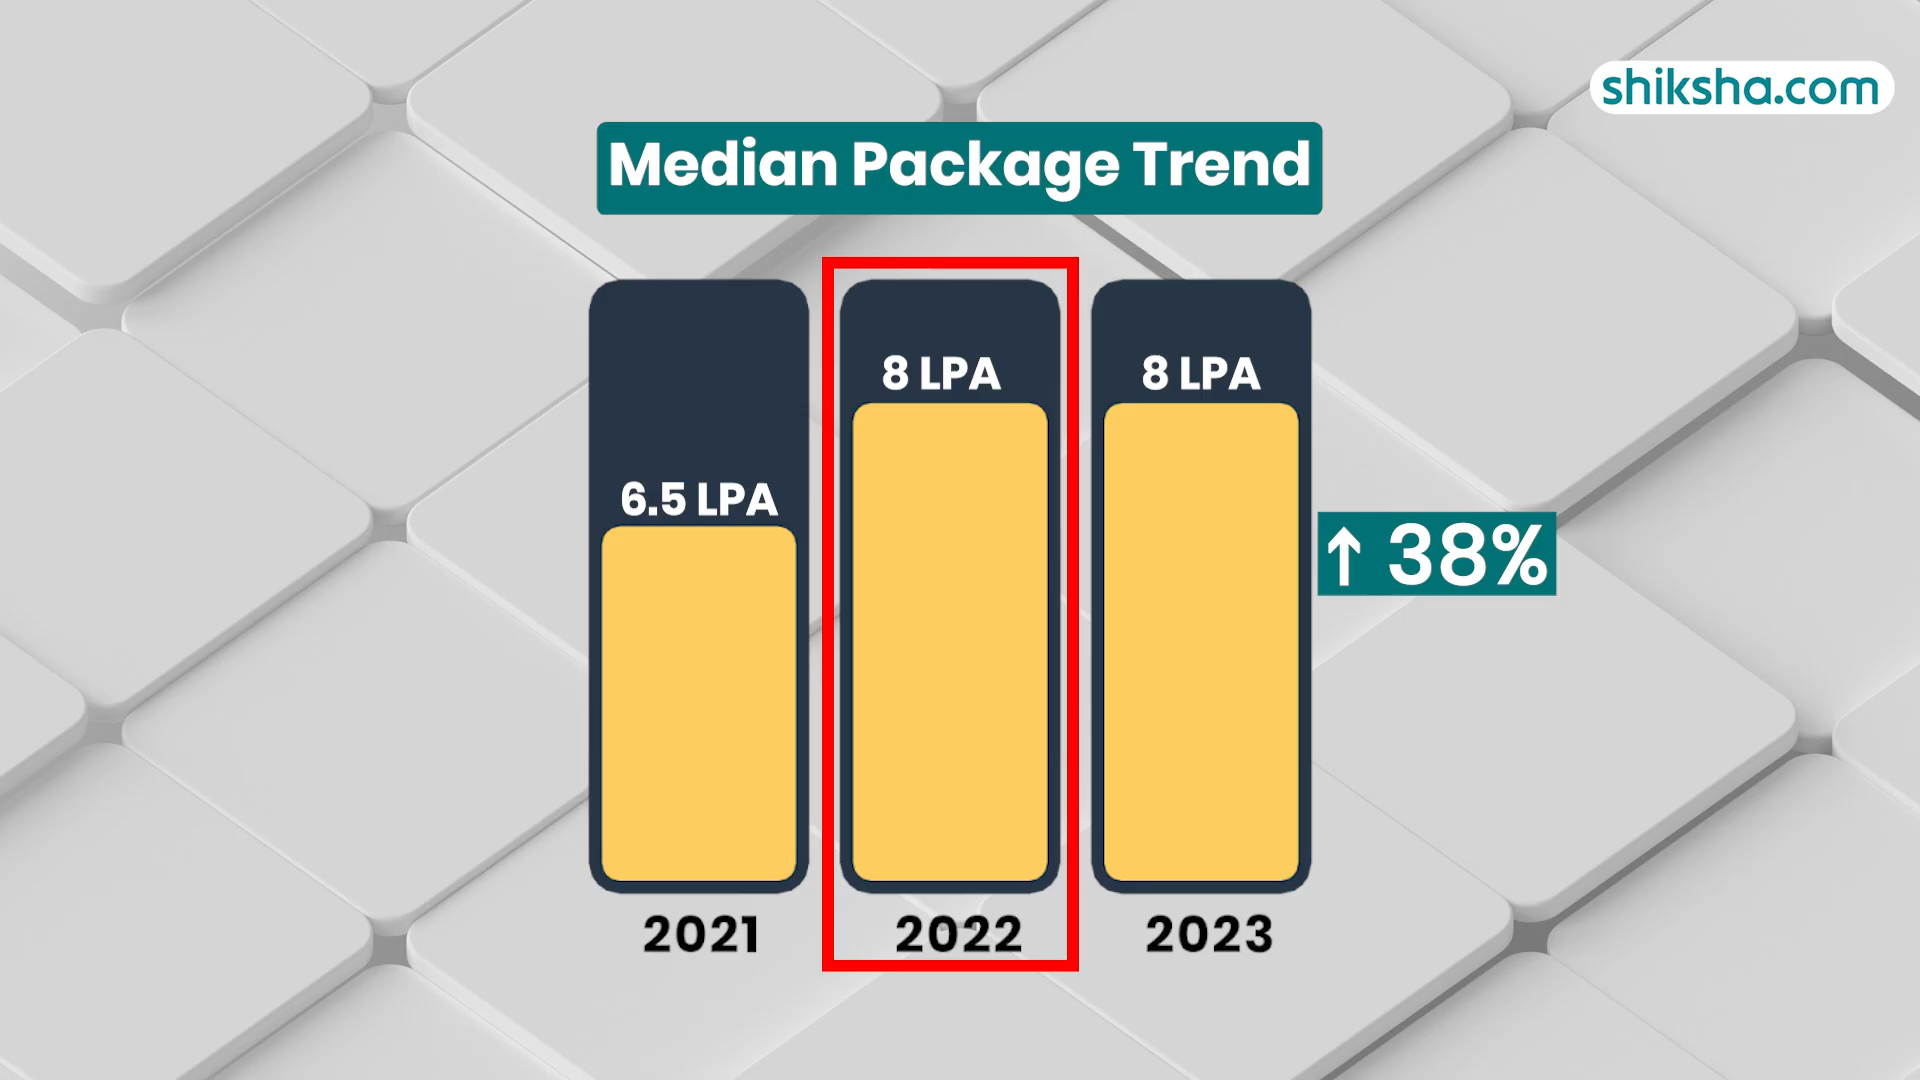 shiksha.com
Median Package Trend
6.5 LPA
8 LPA
8 LPA
↑ 38%
2021
2022
2023